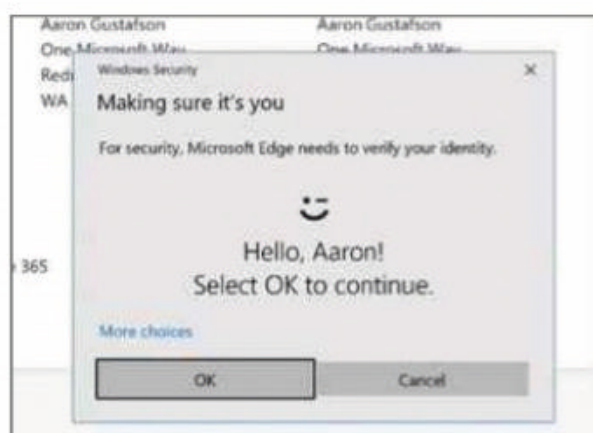 Aaron Gustafson Aaron Gustafson
One Microsoft Way One Microsoft Way
WA
Windows Security
Making sure it's you
For security, Microsoft Edge needs to verify your identity.
Hello, Aaron!
Select OK to continue.
365
More choices
OK Cancel